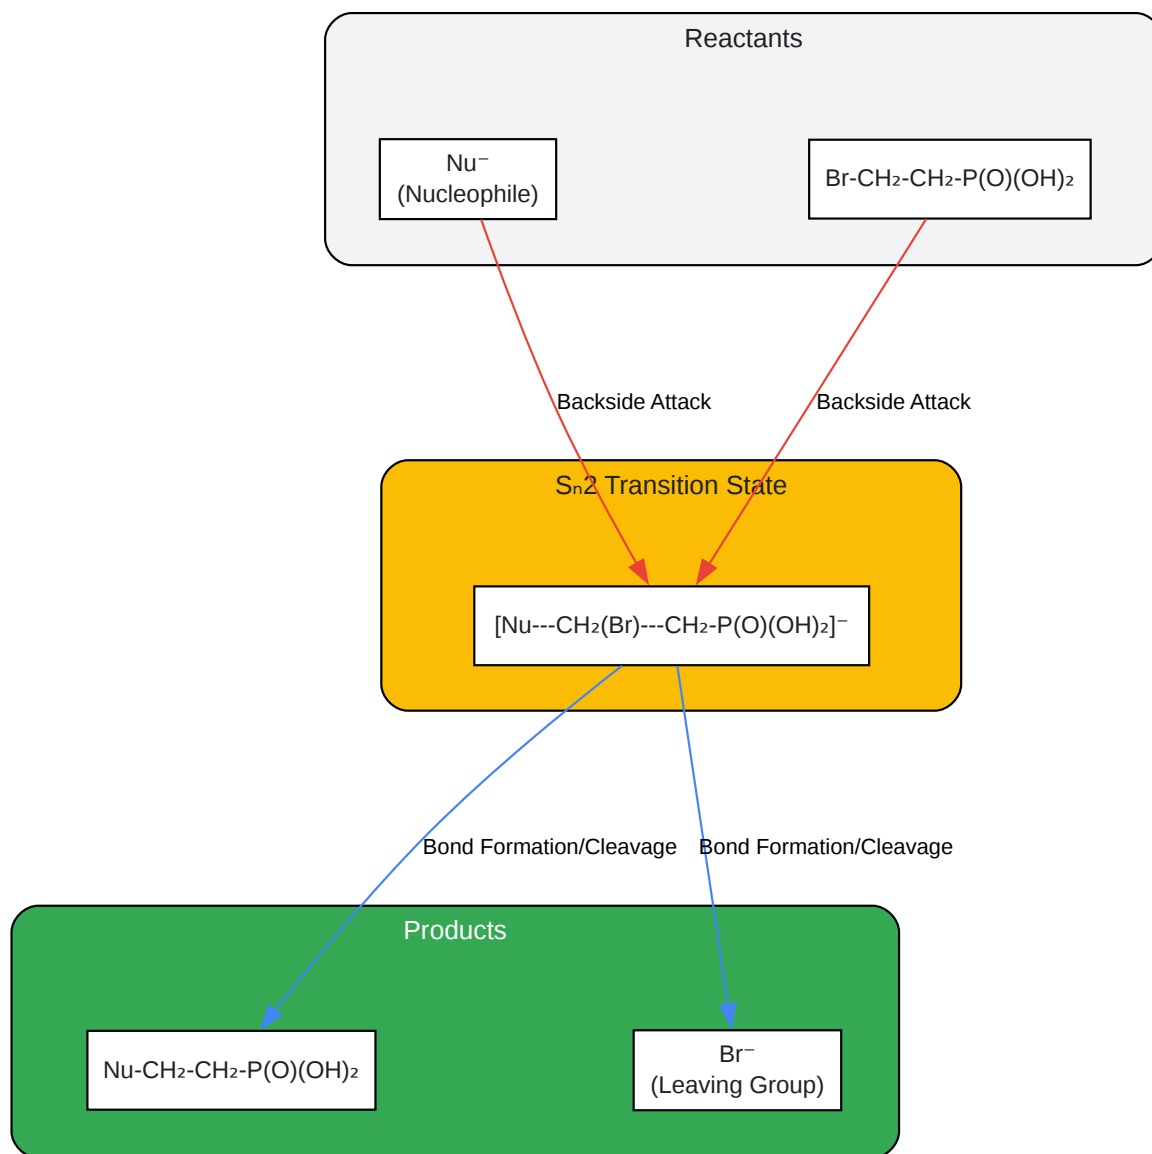 Reactants
Nu⁻
(Nucleophile)
Br-CH₂-CH₂-P(O)(OH)₂
Backside Attack
Backside Attack
Sₙ2 Transition State
[Nu---CH₂(Br)---CH₂-P(O)(OH)₂]⁻
Bond Formation/Cleavage
Bond Formation/Cleavage
Products
Nu-CH₂-CH₂-P(O)(OH)₂
Br⁻
(Leaving Group)